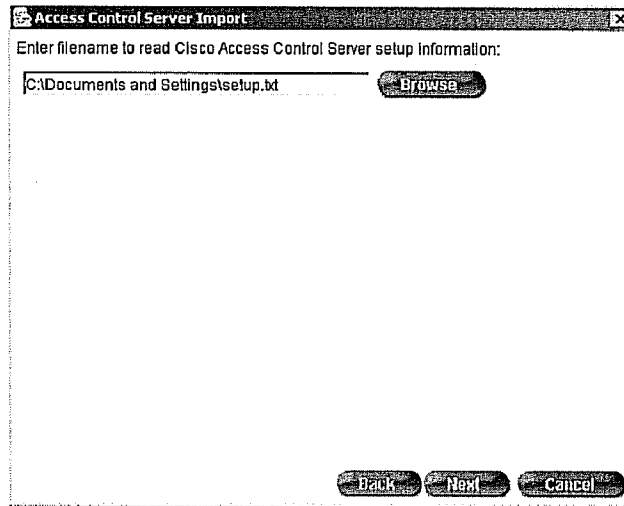 Access Control Server Import
Enter filename to read Cisco Access Control Server setup information:
C:\Documents and Settings\setup.txt
Browse
Back Next Cancel